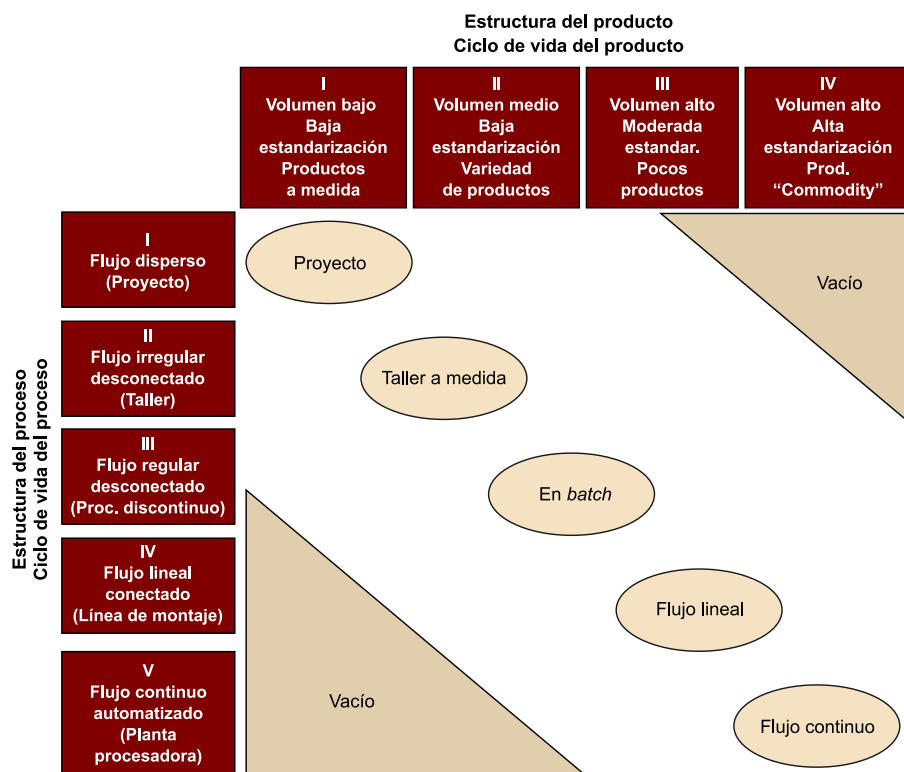 Estructura del producto
Ciclo de vida del producto
I
Volumen bajo
Baja
estandarización
Productos
a medida
II
Volumen medio
Baja
estandarización
Variedad
de productos
III
Volumen alto
Moderada
estandar.
Pocos
productos
IV
Volumen alto
Alta
estandarización
Prod.
“Commodity”
Estructura del proceso
Ciclo de vida del proceso
I
Flujo disperso
(Proyecto)
Proyecto
Vacío
II
Flujo irregular
desconectado
(Taller)
Taller a medida
III
Flujo regular
desconectado
(Proc. discontinuo)
En batch
IV
Flujo lineal
conectado
(Línea de montaje)
Flujo lineal
V
Flujo continuo
automatizado
(Planta
procesadora)
Vacío
Flujo continuo